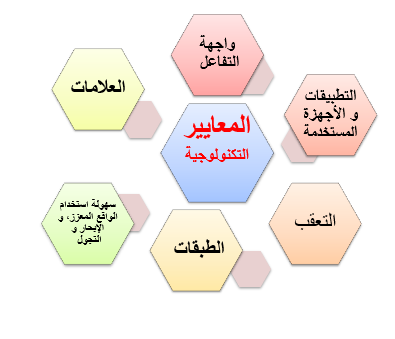 واجهة
التفاعل
العلامات
التطبيقات
و الأجهزة
المستخدمة
المعايير
التكنولوجية
سهولة استخدام
الواقع المعزز، و
الإبحار و
التجول
الطبقات
التعقب